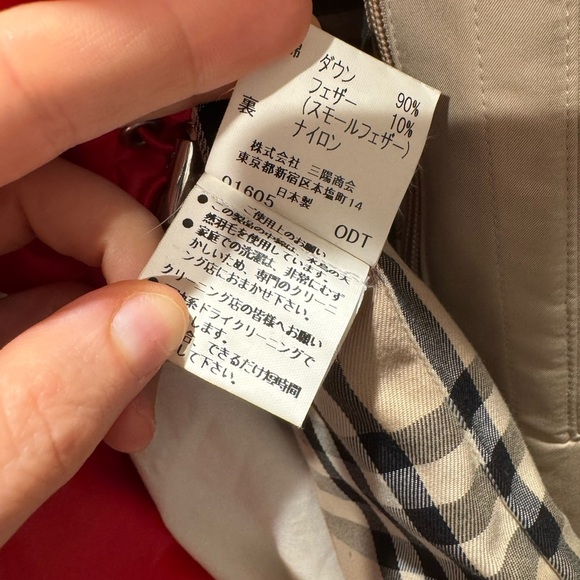 ダウン 90%
フェザー 10%
(スモールフェザー)
裏 ナイロン
株式会社 三陽商会
東京都新宿区本塩町14
01605 日本製
ODT
ご使用上のお願い
然羽毛を使用しています。
家庭での洗濯は、非常にむず
かしいため、専門のクリーニ
ング店におまかせ下さい。
クリーニング店の皆様へお願い
系ドライクリーニングで
します。
できるだけ短時間
して下さい。